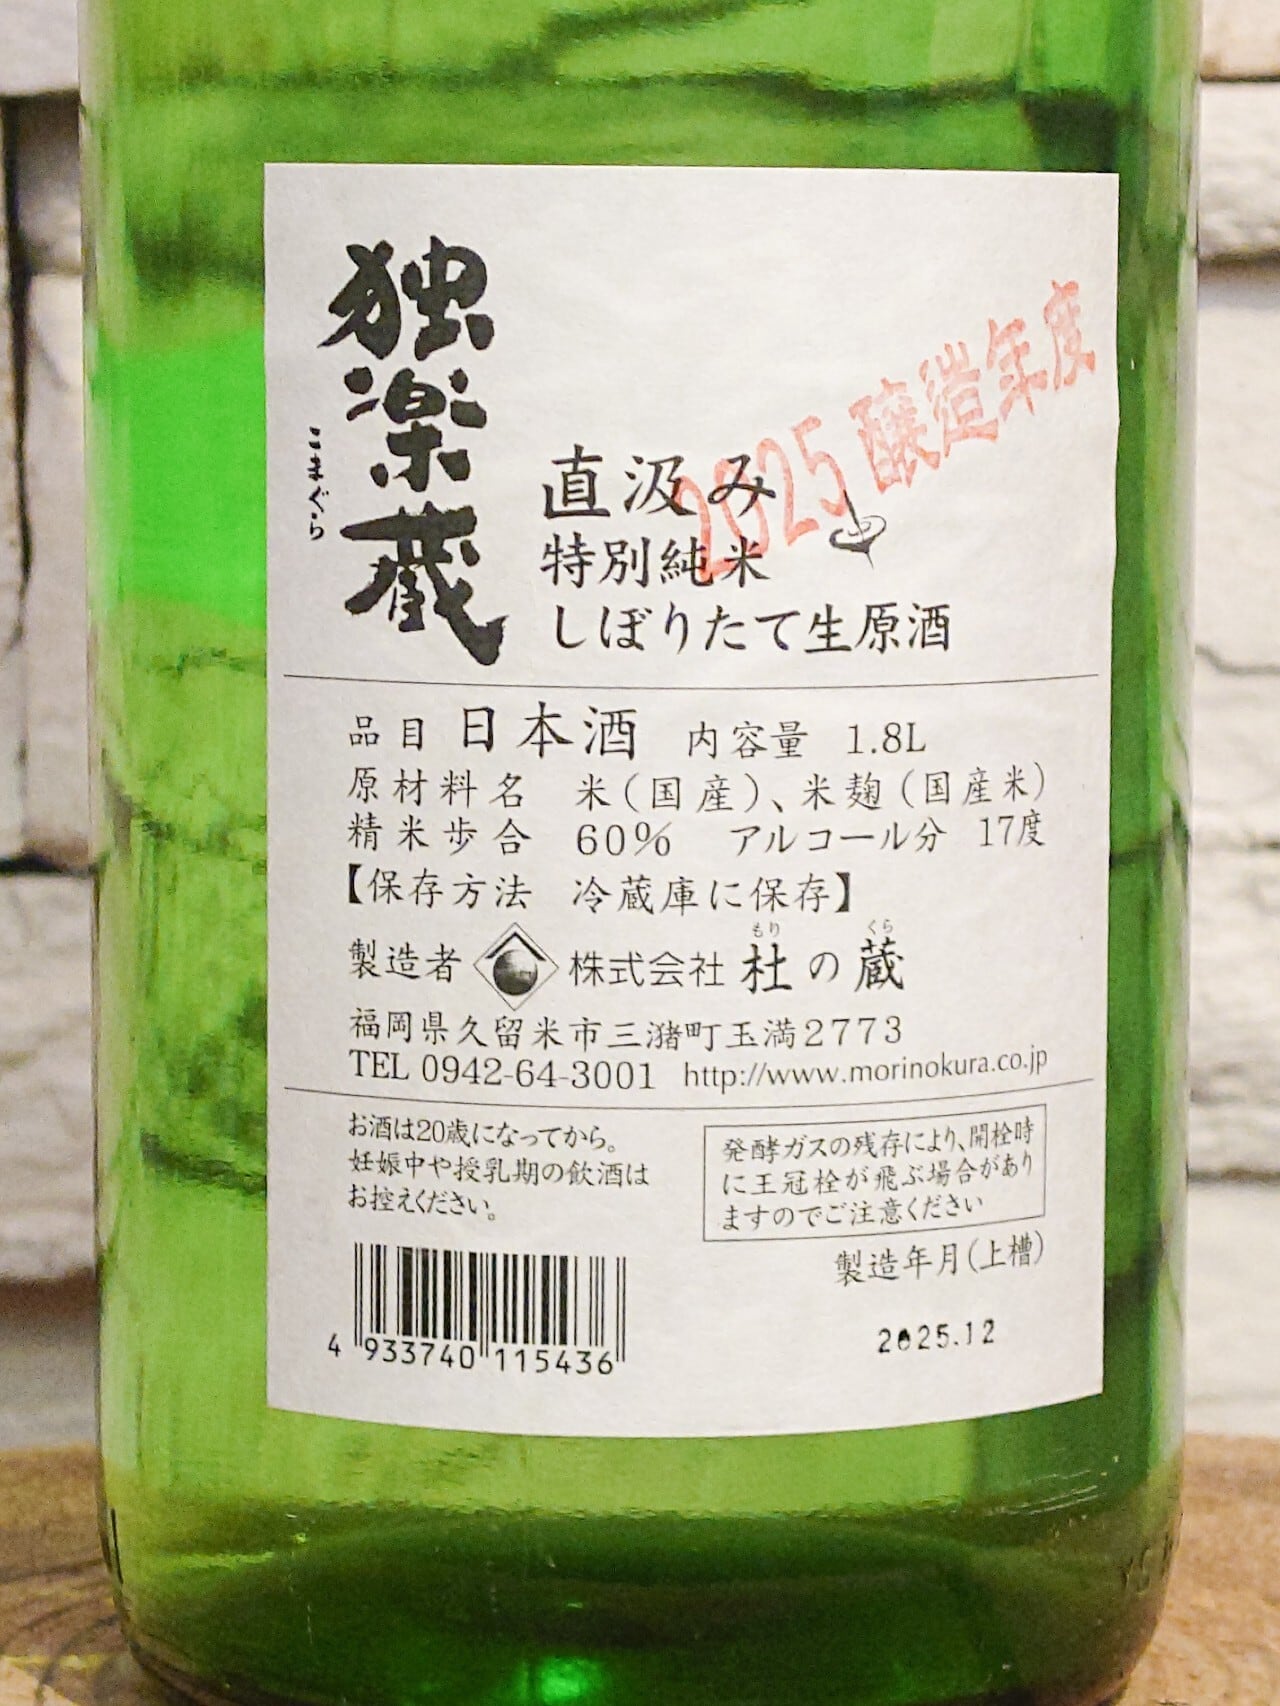 独楽蔵
こまぐら
2025醸造年度
直汲み
特別純米
しぼりたて生原酒
品目 日本酒 内容量 1.8L
原材料名 米(国産)、米麹(国産米)
精米歩合 60% アルコール分 17度
【保存方法 冷蔵庫に保存】
もり くら
製造者 株式会社 杜の蔵
福岡県久留米市三潴町玉満2773
TEL 0942-64-3001 http://www.morinokura.co.jp
お酒は20歳になってから。
妊娠中や授乳期の飲酒は
お控えください。
発酵ガスの残存により、開栓時
に王冠栓が飛ぶ場合があり
ますのでご注意ください
製造年月(上槽)
2025.12
4 933740 115436